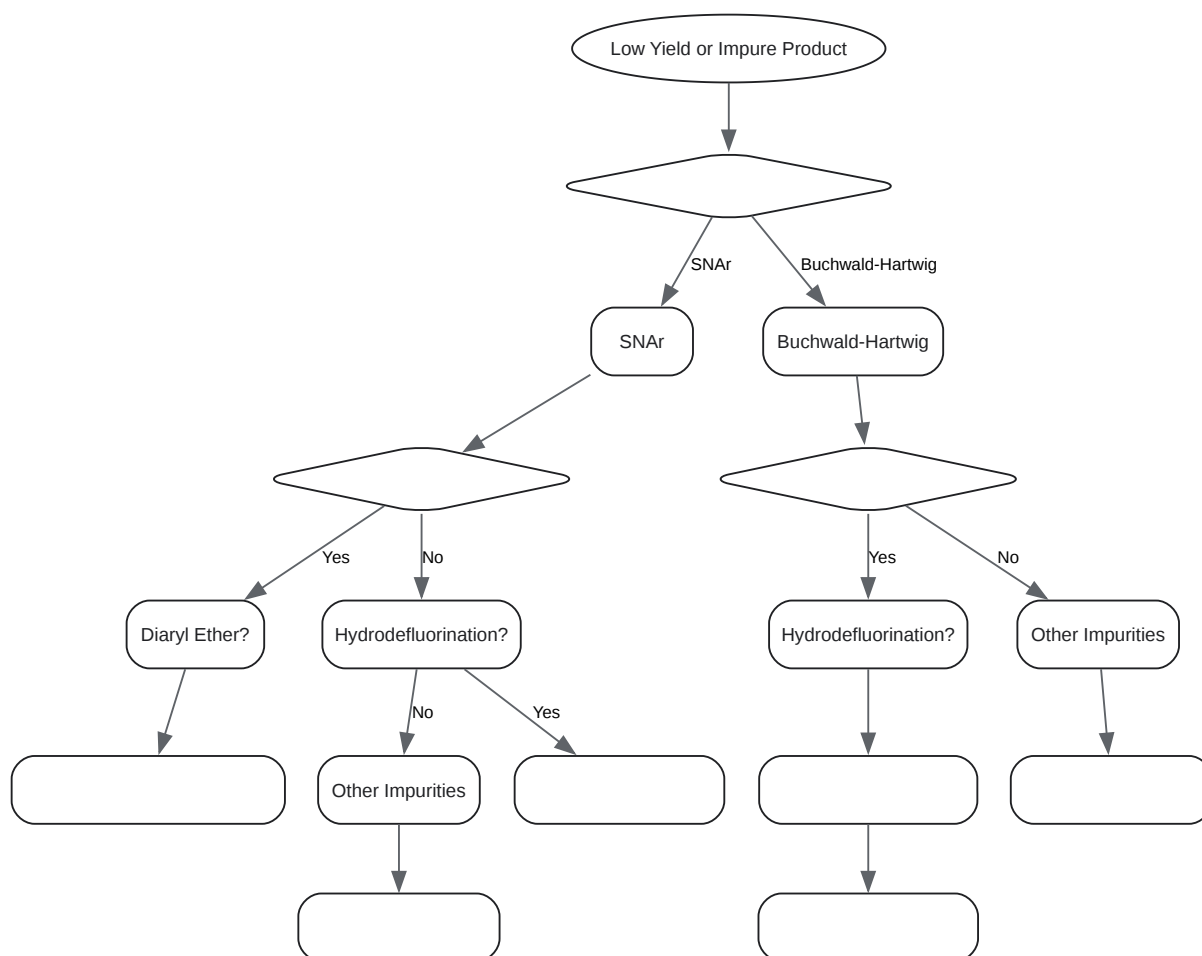 Low Yield or Impure Product
SNAr
Buchwald-Hartwig
SNAr
Buchwald-Hartwig
Yes
No
Yes
No
Diaryl Ether?
Hydrodefluorination?
Hydrodefluorination?
Other Impurities
No
Yes
Other Impurities